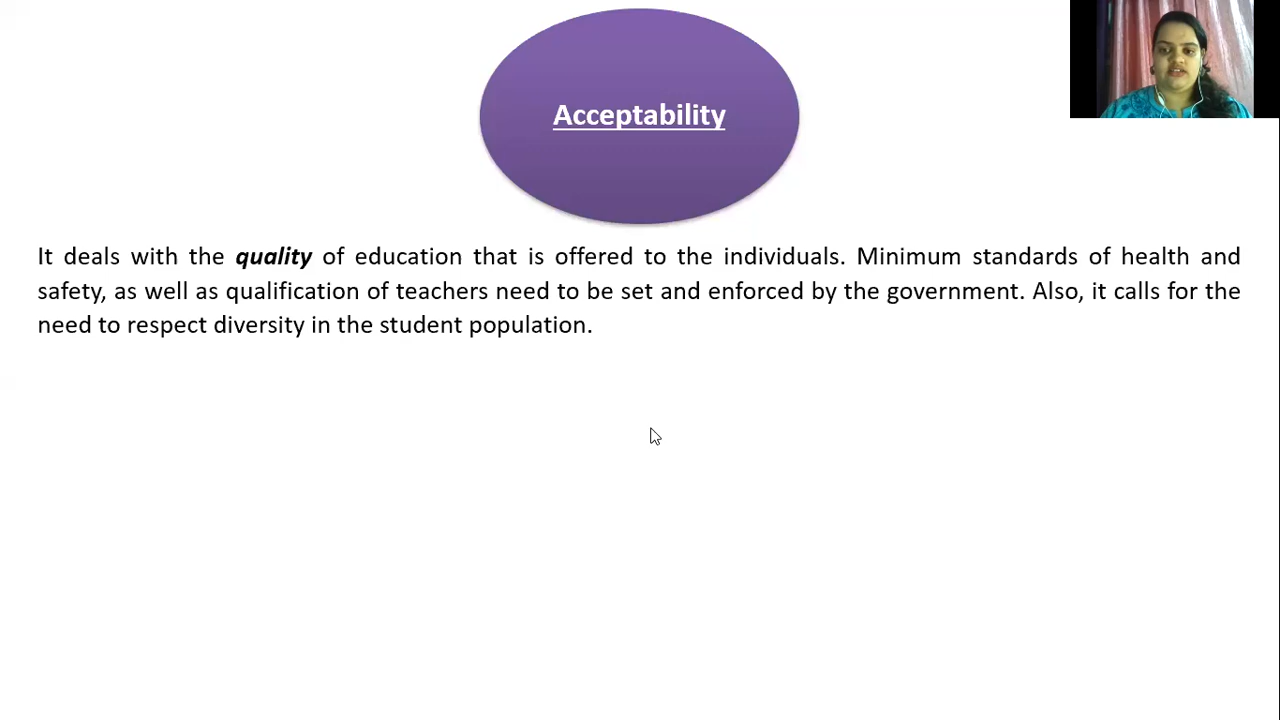 Acceptability
It deals with the quality of education that is offered to the individuals. Minimum standards of health and
safety, as well as qualification of teachers need to be set and enforced by the government. Also, it calls for the
need to respect diversity in the student population.